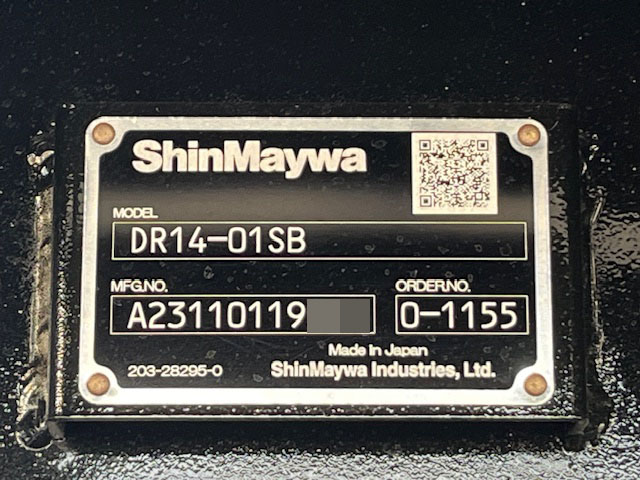 ShinMaywa
MODEL
DR14-01SB
MFG.NO.
A23110119
ORDER.NO.
O-1155
Made in Japan
203-28295-0
ShinMaywa Industries, Ltd.